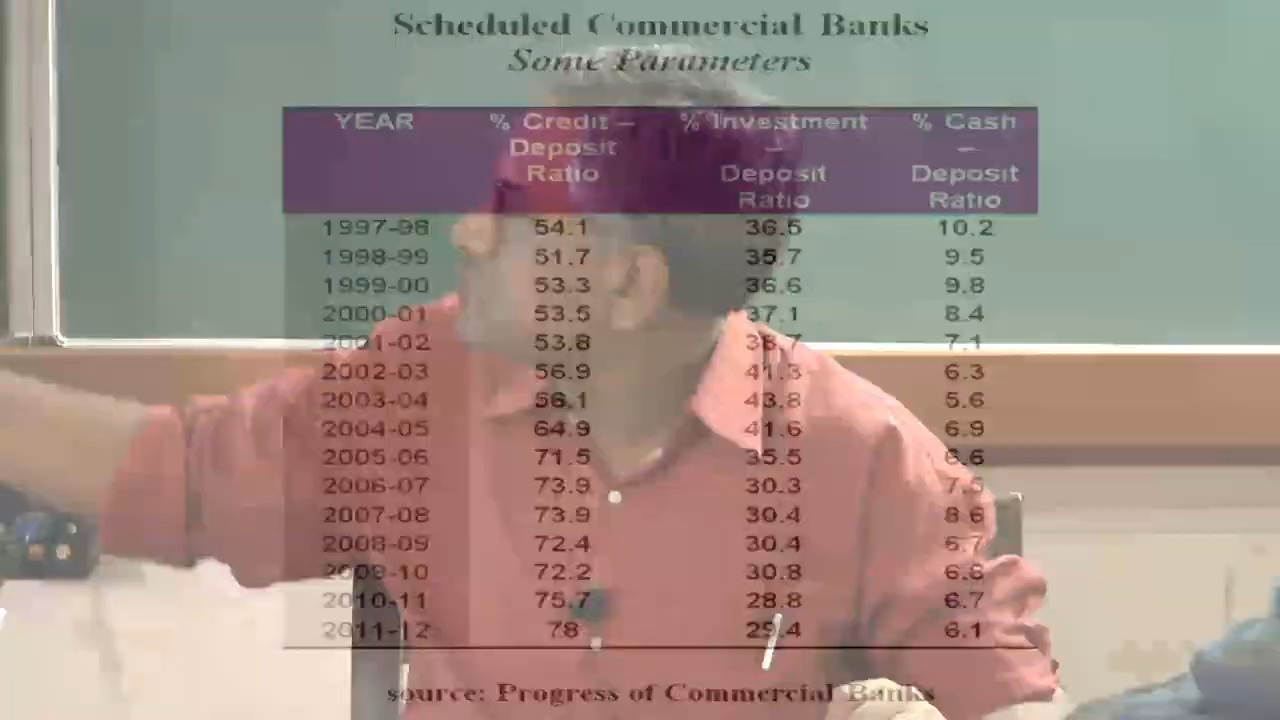 Scheduled Commercial Banks
Some Parameters
YEAR % Credit – Deposit Ratio % Investment – Deposit Ratio % Cash – Deposit Ratio
1997-98 54.1 36.5 10.2
1998-99 51.7 35.7 9.5
1999-00 53.3 36.6 9.8
2000-01 53.5 37.1 8.4
2001-02 53.8 38.7 7.1
2002-03 56.9 41.3 6.3
2003-04 56.1 43.8 5.6
2004-05 64.9 41.6 6.9
2005-06 71.5 35.5 6.6
2006-07 73.9 30.3
2007-08 73.9 30.4 8.6
2008-09 72.4 30.4 6.7
2009-10 72.2 30.8 6.8
2010-11 75.7 28.8 6.7
2011-12 78 29.4 6.1
source: Progress of Commercial Banks